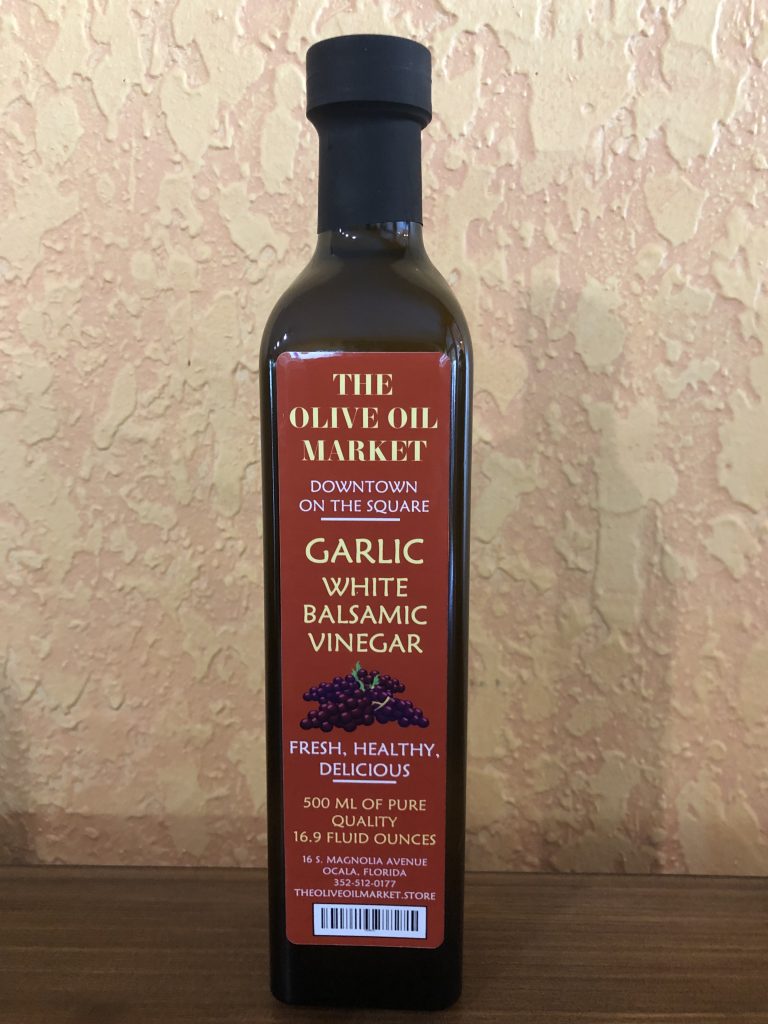 THE
OLIVE OIL
MARKET
DOWNTOWN
ON THE SQUARE
GARLIC
WHITE
BALSAMIC
VINEGAR
FRESH, HEALTHY,
DELICIOUS
500 ML OF PURE
QUALITY
16.9 FLUID OUNCES
16 S. MAGNOLIA AVENUE
OCALA, FLORIDA
352-512-0177
THEOLIVEOILMARKET.STORE